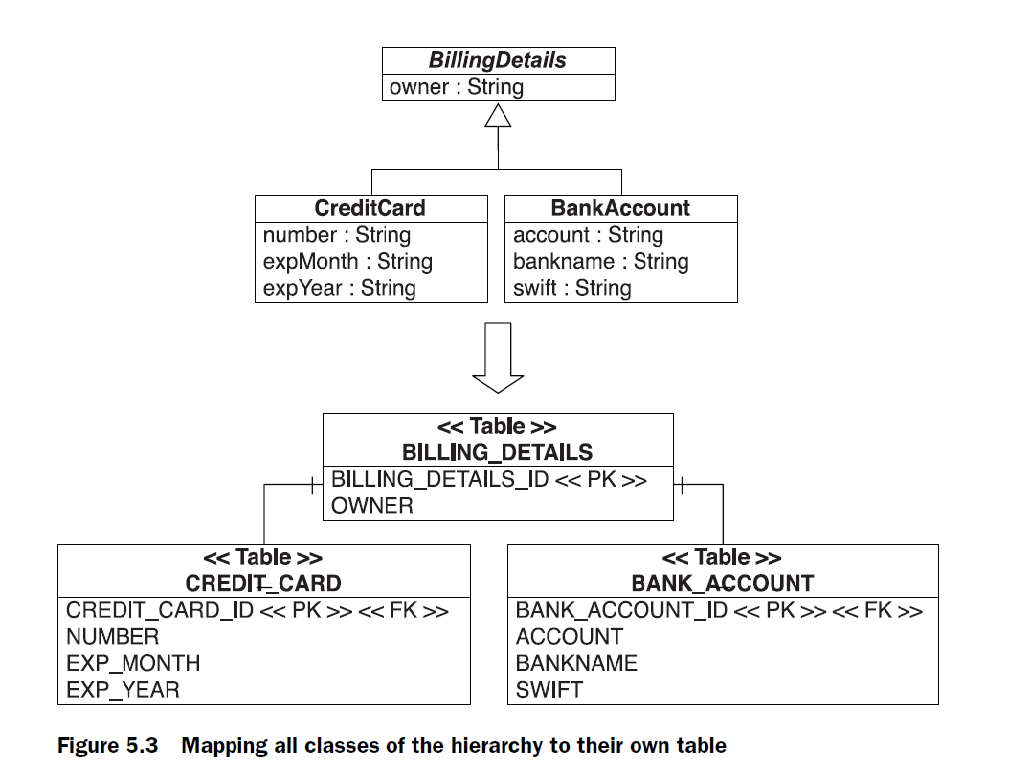 BillingDetails
owner : String
CreditCard
number : String
expMonth : String
expYear : String
BankAccount
account : String
bankname : String
swift : String
<< Table >>
BILLING_DETAILS
BILLING_DETAILS_ID << PK >>
OWNER
<< Table >>
CREDIT_CARD
CREDIT_CARD_ID << PK >> << FK >>
NUMBER
EXP_MONTH
EXP_YEAR
<< Table >>
BANK_ACCOUNT
BANK_ACCOUNT_ID << PK >> << FK >>
ACCOUNT
BANKNAME
SWIFT
Figure 5.3 Mapping all classes of the hierarchy to their own table